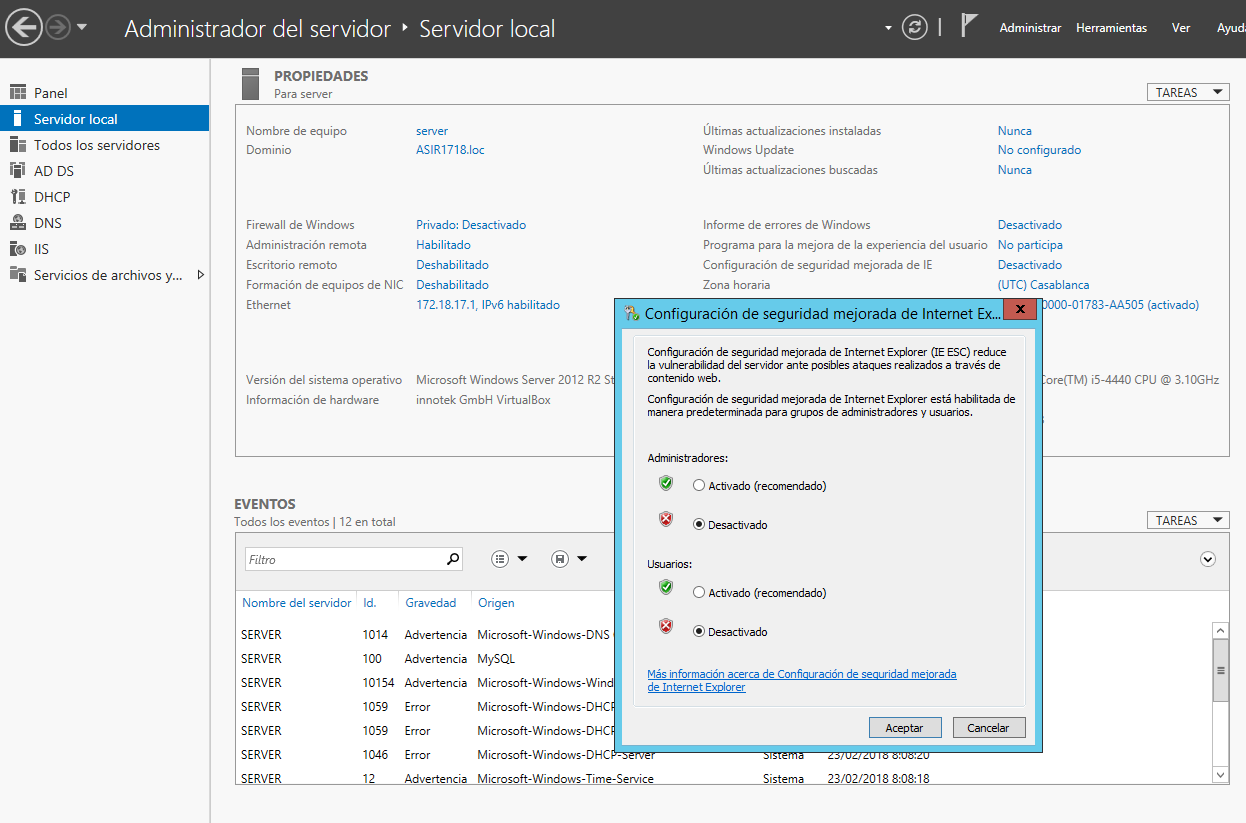 Administrador del servidor ‣ Servidor local
Administrar Herramientas Ver Ayuda
Panel
Servidor local
Todos los servidores
AD DS
DHCP
DNS
IIS
Servicios de archivos y...
PROPIEDADES
Para server
TAREAS
Nombre de equipo server
Dominio ASIR1718.loc
Últimas actualizaciones instaladas Nunca
Windows Update No configurado
Últimas actualizaciones buscadas Nunca
Firewall de Windows Privado: Desactivado
Administración remota Habilitado
Escritorio remoto Deshabilitado
Formación de equipos de NIC Deshabilitado
Ethernet 172.18.17.1, IPv6 habilitado
Informe de errores de Windows Desactivado
Programa para la mejora de la experiencia del usuario No participa
Configuración de seguridad mejorada de IE Desactivado
Zona horaria (UTC) Casablanca
0000-01783-AA505 (activado)
Versión del sistema operativo Microsoft Windows Server 2012 R2 St
Información de hardware innotek GmbH VirtualBox
Core(TM) i5-4440 CPU @ 3.10GHz
Configuración de seguridad mejorada de Internet Ex...
Configuración de seguridad mejorada de Internet Explorer (IE ESC) reduce
la vulnerabilidad del servidor ante posibles ataques realizados a través de
contenido web.
Configuración de seguridad mejorada de Internet Explorer está habilitada de
manera predeterminada para grupos de administradores y usuarios.
Administradores:
Activado (recomendado)
Desactivado
Usuarios:
Activado (recomendado)
Desactivado
Más información acerca de Configuración de seguridad mejorada
de Internet Explorer
Aceptar Cancelar
EVENTOS
Todos los eventos | 12 en total
TAREAS
Filtro
Nombre del servidor Id. Gravedad Origen
SERVER 1014 Advertencia Microsoft-Windows-DNS
SERVER 100 Advertencia MySQL
SERVER 10154 Advertencia Microsoft-Windows-Wind
SERVER 1059 Error Microsoft-Windows-DHCP
SERVER 1059 Error Microsoft-Windows-DHCP
SERVER 1046 Error Microsoft-Windows-DHCP-Server Sistema 23/02/2018 8:08:20
SERVER 12 Advertencia Microsoft-Windows-Time-Service Sistema 23/02/2018 8:08:18